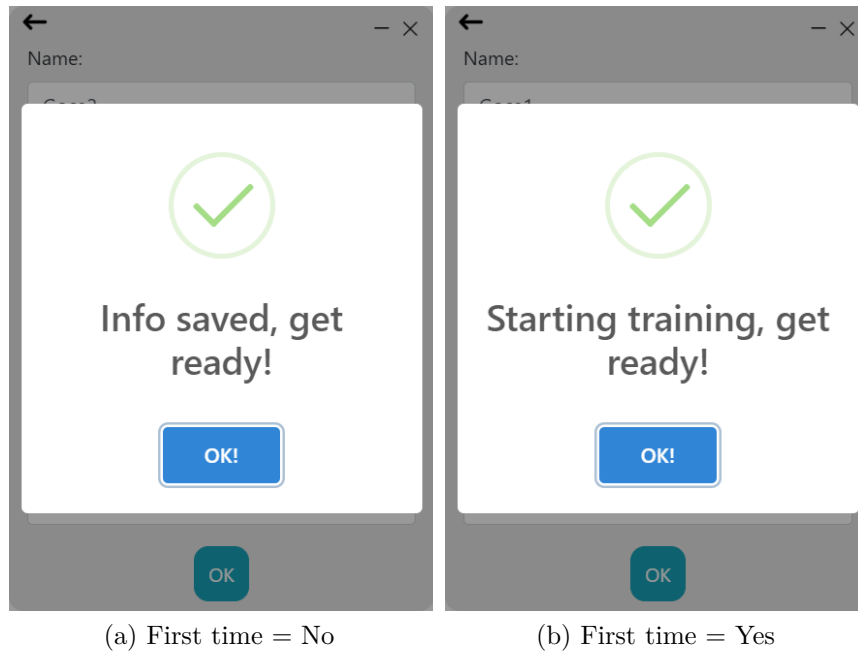 Name:
Info saved, get
ready!
OK!
OK
(a) First time = No
Name:
Starting training, get
ready!
OK!
OK
(b) First time = Yes